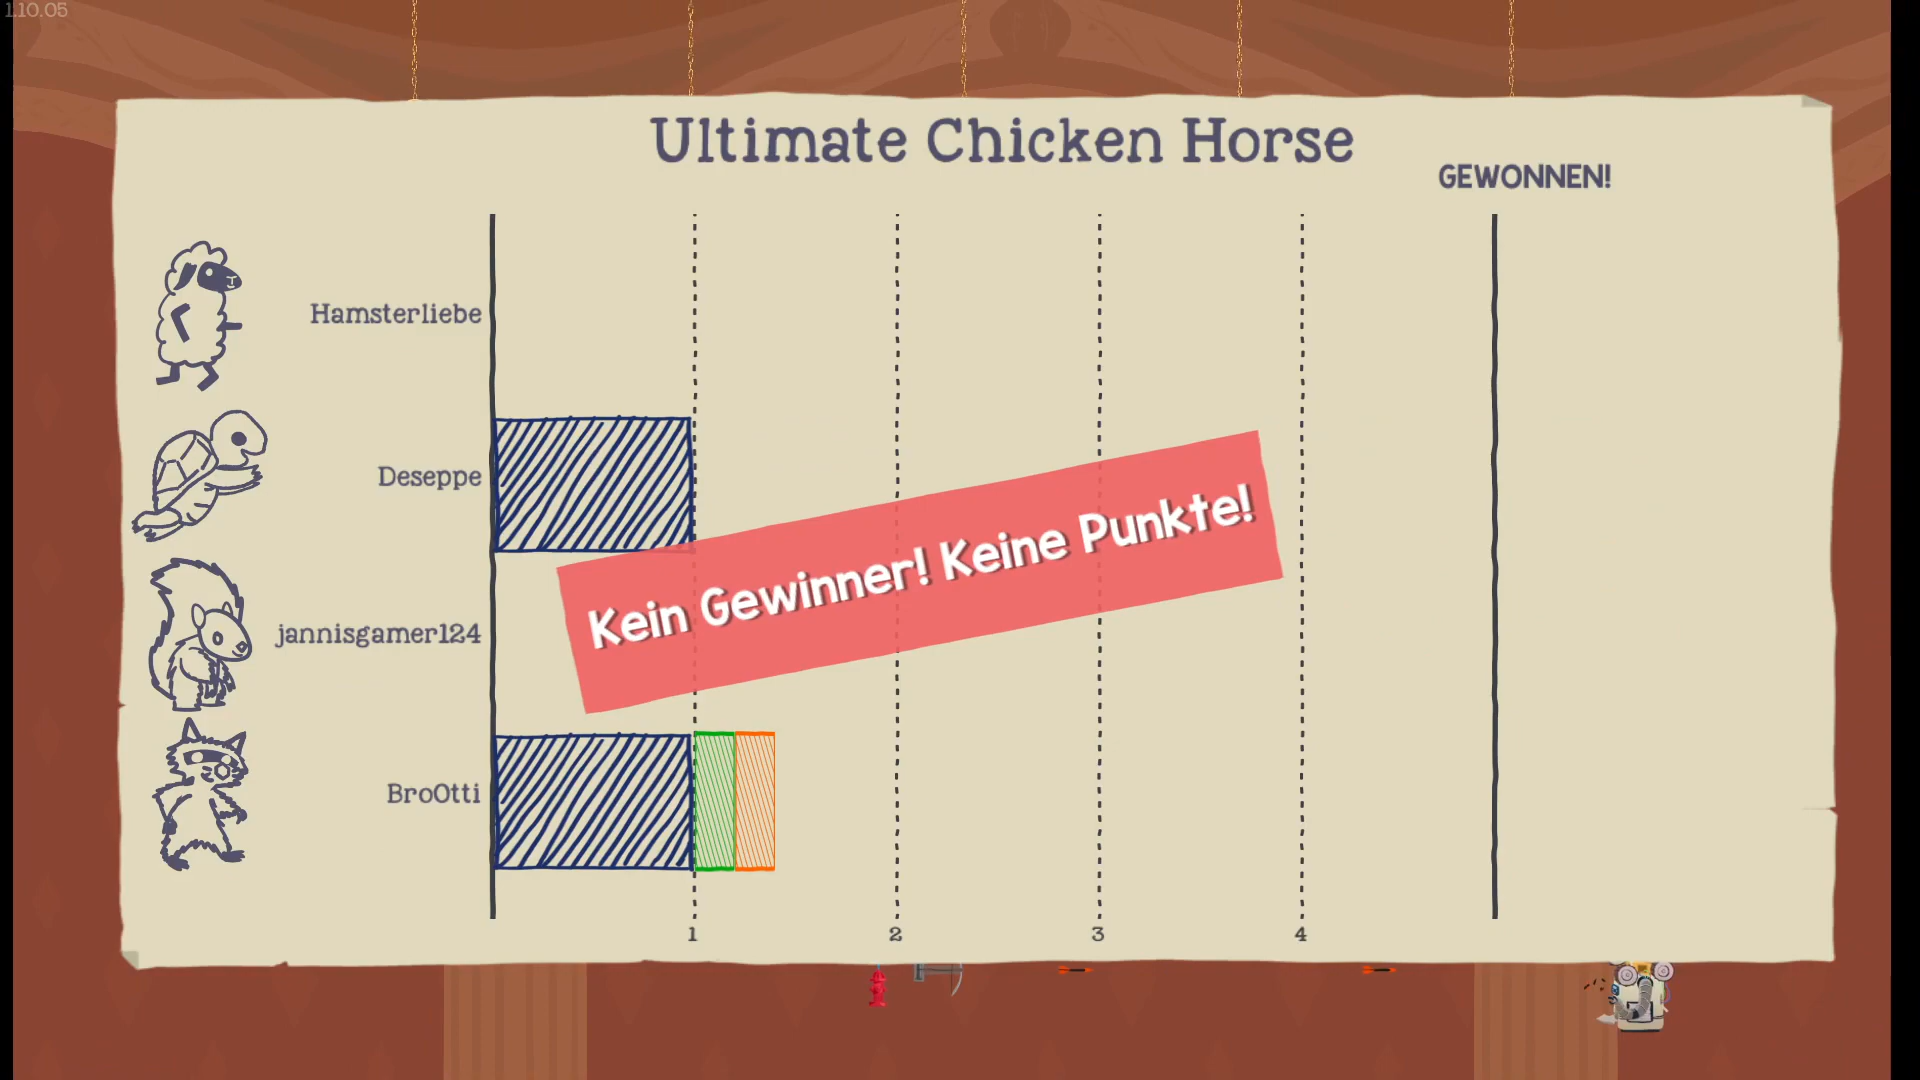 1.10.05
Ultimate Chicken Horse
GEWONNEN!
Hamsterliebe
Deseppe
Kein Gewinner! Keine Punkte!
jannisgamer124
BroOtti
1 2 3 4